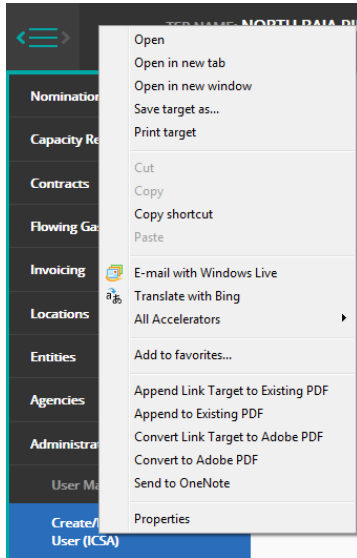 TSP NAME: NORTH BAJA PI
Open
Open in new tab
Open in new window
Save target as...
Print target
Cut
Copy
Copy shortcut
Paste
E-mail with Windows Live
Translate with Bing
All Accelerators
Add to favorites...
Append Link Target to Existing PDF
Append to Existing PDF
Convert Link Target to Adobe PDF
Convert to Adobe PDF
Send to OneNote
Properties
Nomination
Capacity Re
Contracts
Flowing Ga
Invoicing
Locations
Entities
Agencies
Administra
User Ma
Create/
User (ICSA)